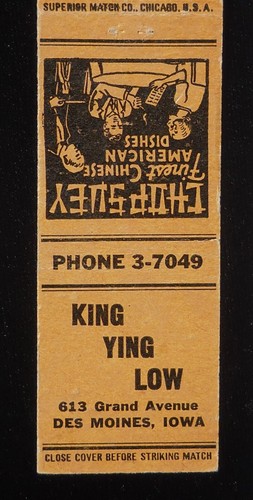 SUPERIOR MATCH CO., CHICAGO, U.S.A.
CHOP SUEY
Finest CHINESE
AMERICAN
DISHES
PHONE 3-7049
KING
YING
LOW
613 Grand Avenue
DES MOINES, IOWA
CLOSE COVER BEFORE STRIKING MATCH